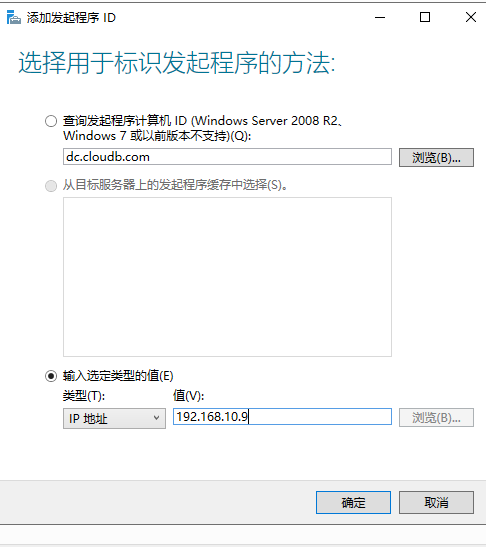 添加发起程序 ID
选择用于标识发起程序的方法:
查询发起程序计算机 ID (Windows Server 2008 R2、
Windows 7 或以前版本不支持)(Q):
dc.cloudb.com
浏览(B)...
从目标服务器上的发起程序缓存中选择(S)。
输入选定类型的值(E)
类型(T): 值(V):
IP 地址 192.168.10.9 浏览(B)...
确定 取消